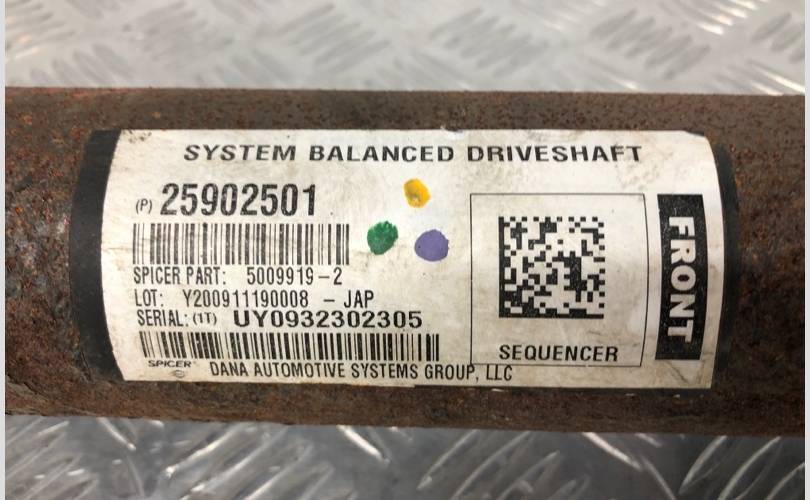 SYSTEM BALANCED DRIVESHAFT
(P) 25902501
SPICER PART: 5009919-2
LOT: Y200911190008 - JAP
SERIAL: (1T) UY0932302305
SPICER®
DANA AUTOMOTIVE SYSTEMS GROUP, LLC
SEQUENCER
FRONT